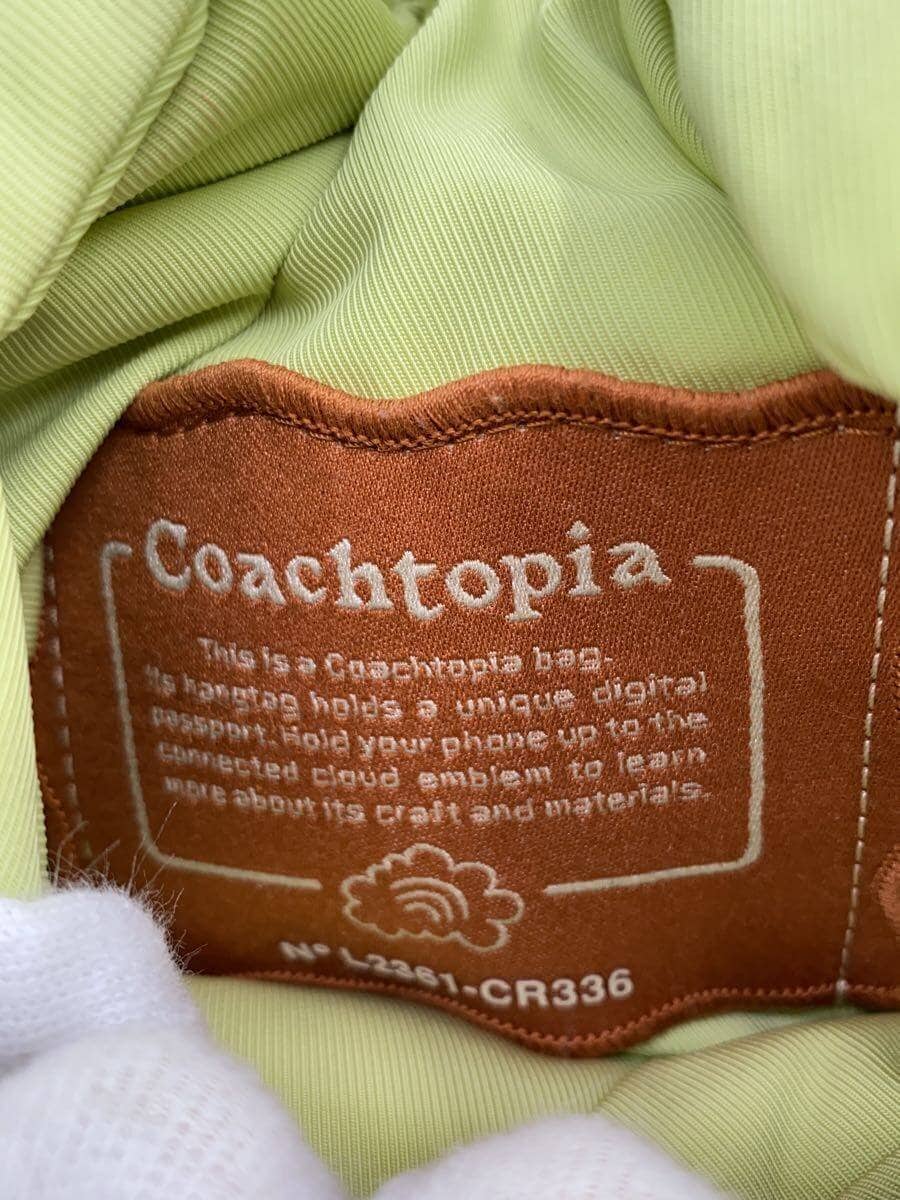 Coachtopia
This is a Coachtopia bag.
Its hangtag holds a unique digital
passport. Hold your phone up to the
connected cloud emblem to learn
more about its craft and materials.
Nº L2361-CR336